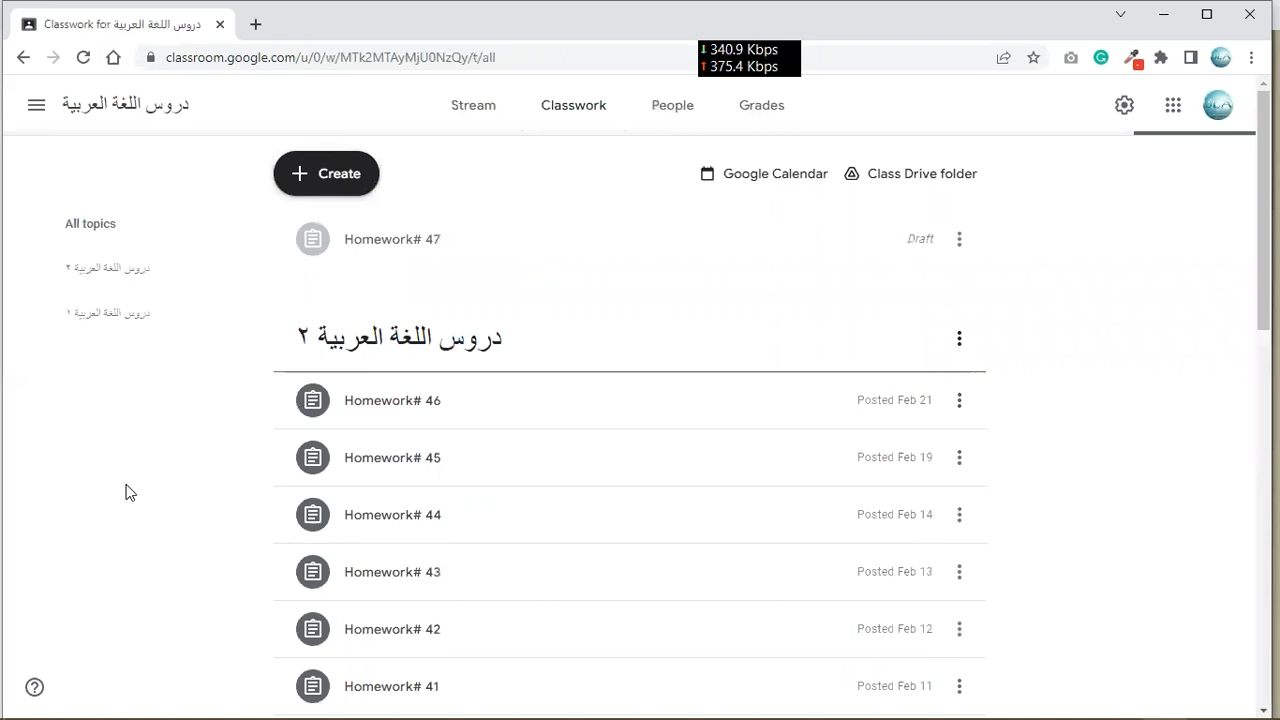 Classwork for دروس اللغة العربية
classroom.google.com/u/0/w/MTk2MTAyMjU0NzQy/t/all
340.9 Kbps
375.4 Kbps
دروس اللغة العربية
Stream
Classwork
People
Grades
Create
Google Calendar
Class Drive folder
All topics
دروس اللغة العربية ٢
دروس اللغة العربية ١
Homework# 47
Draft
دروس اللغة العربية ٢
Homework# 46
Posted Feb 21
Homework# 45
Posted Feb 19
Homework# 44
Posted Feb 14
Homework# 43
Posted Feb 13
Homework# 42
Posted Feb 12
Homework# 41
Posted Feb 11